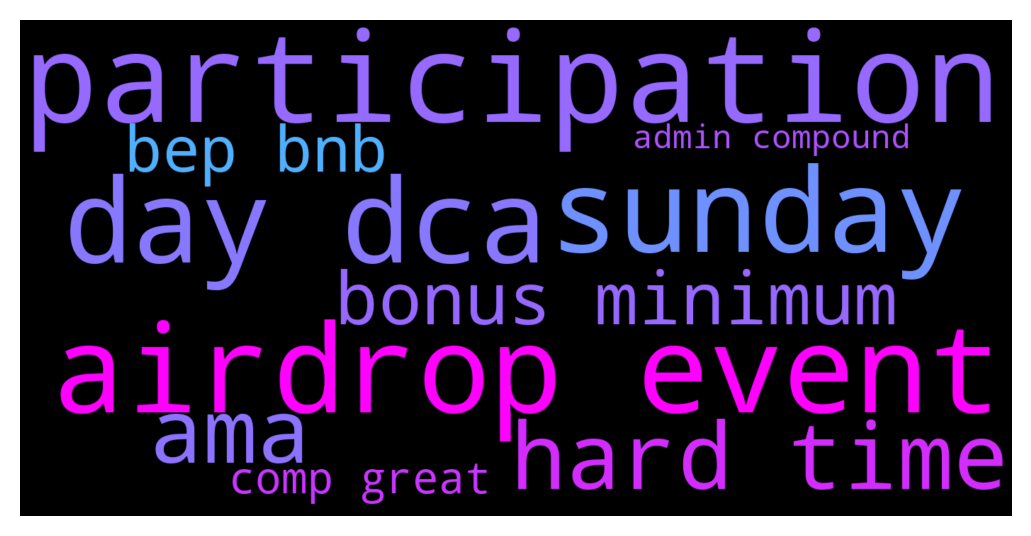 participation
bep bnb
admin compound
day dca
sunday
bonus minimum
airdrop event
ama
hard time
comp great